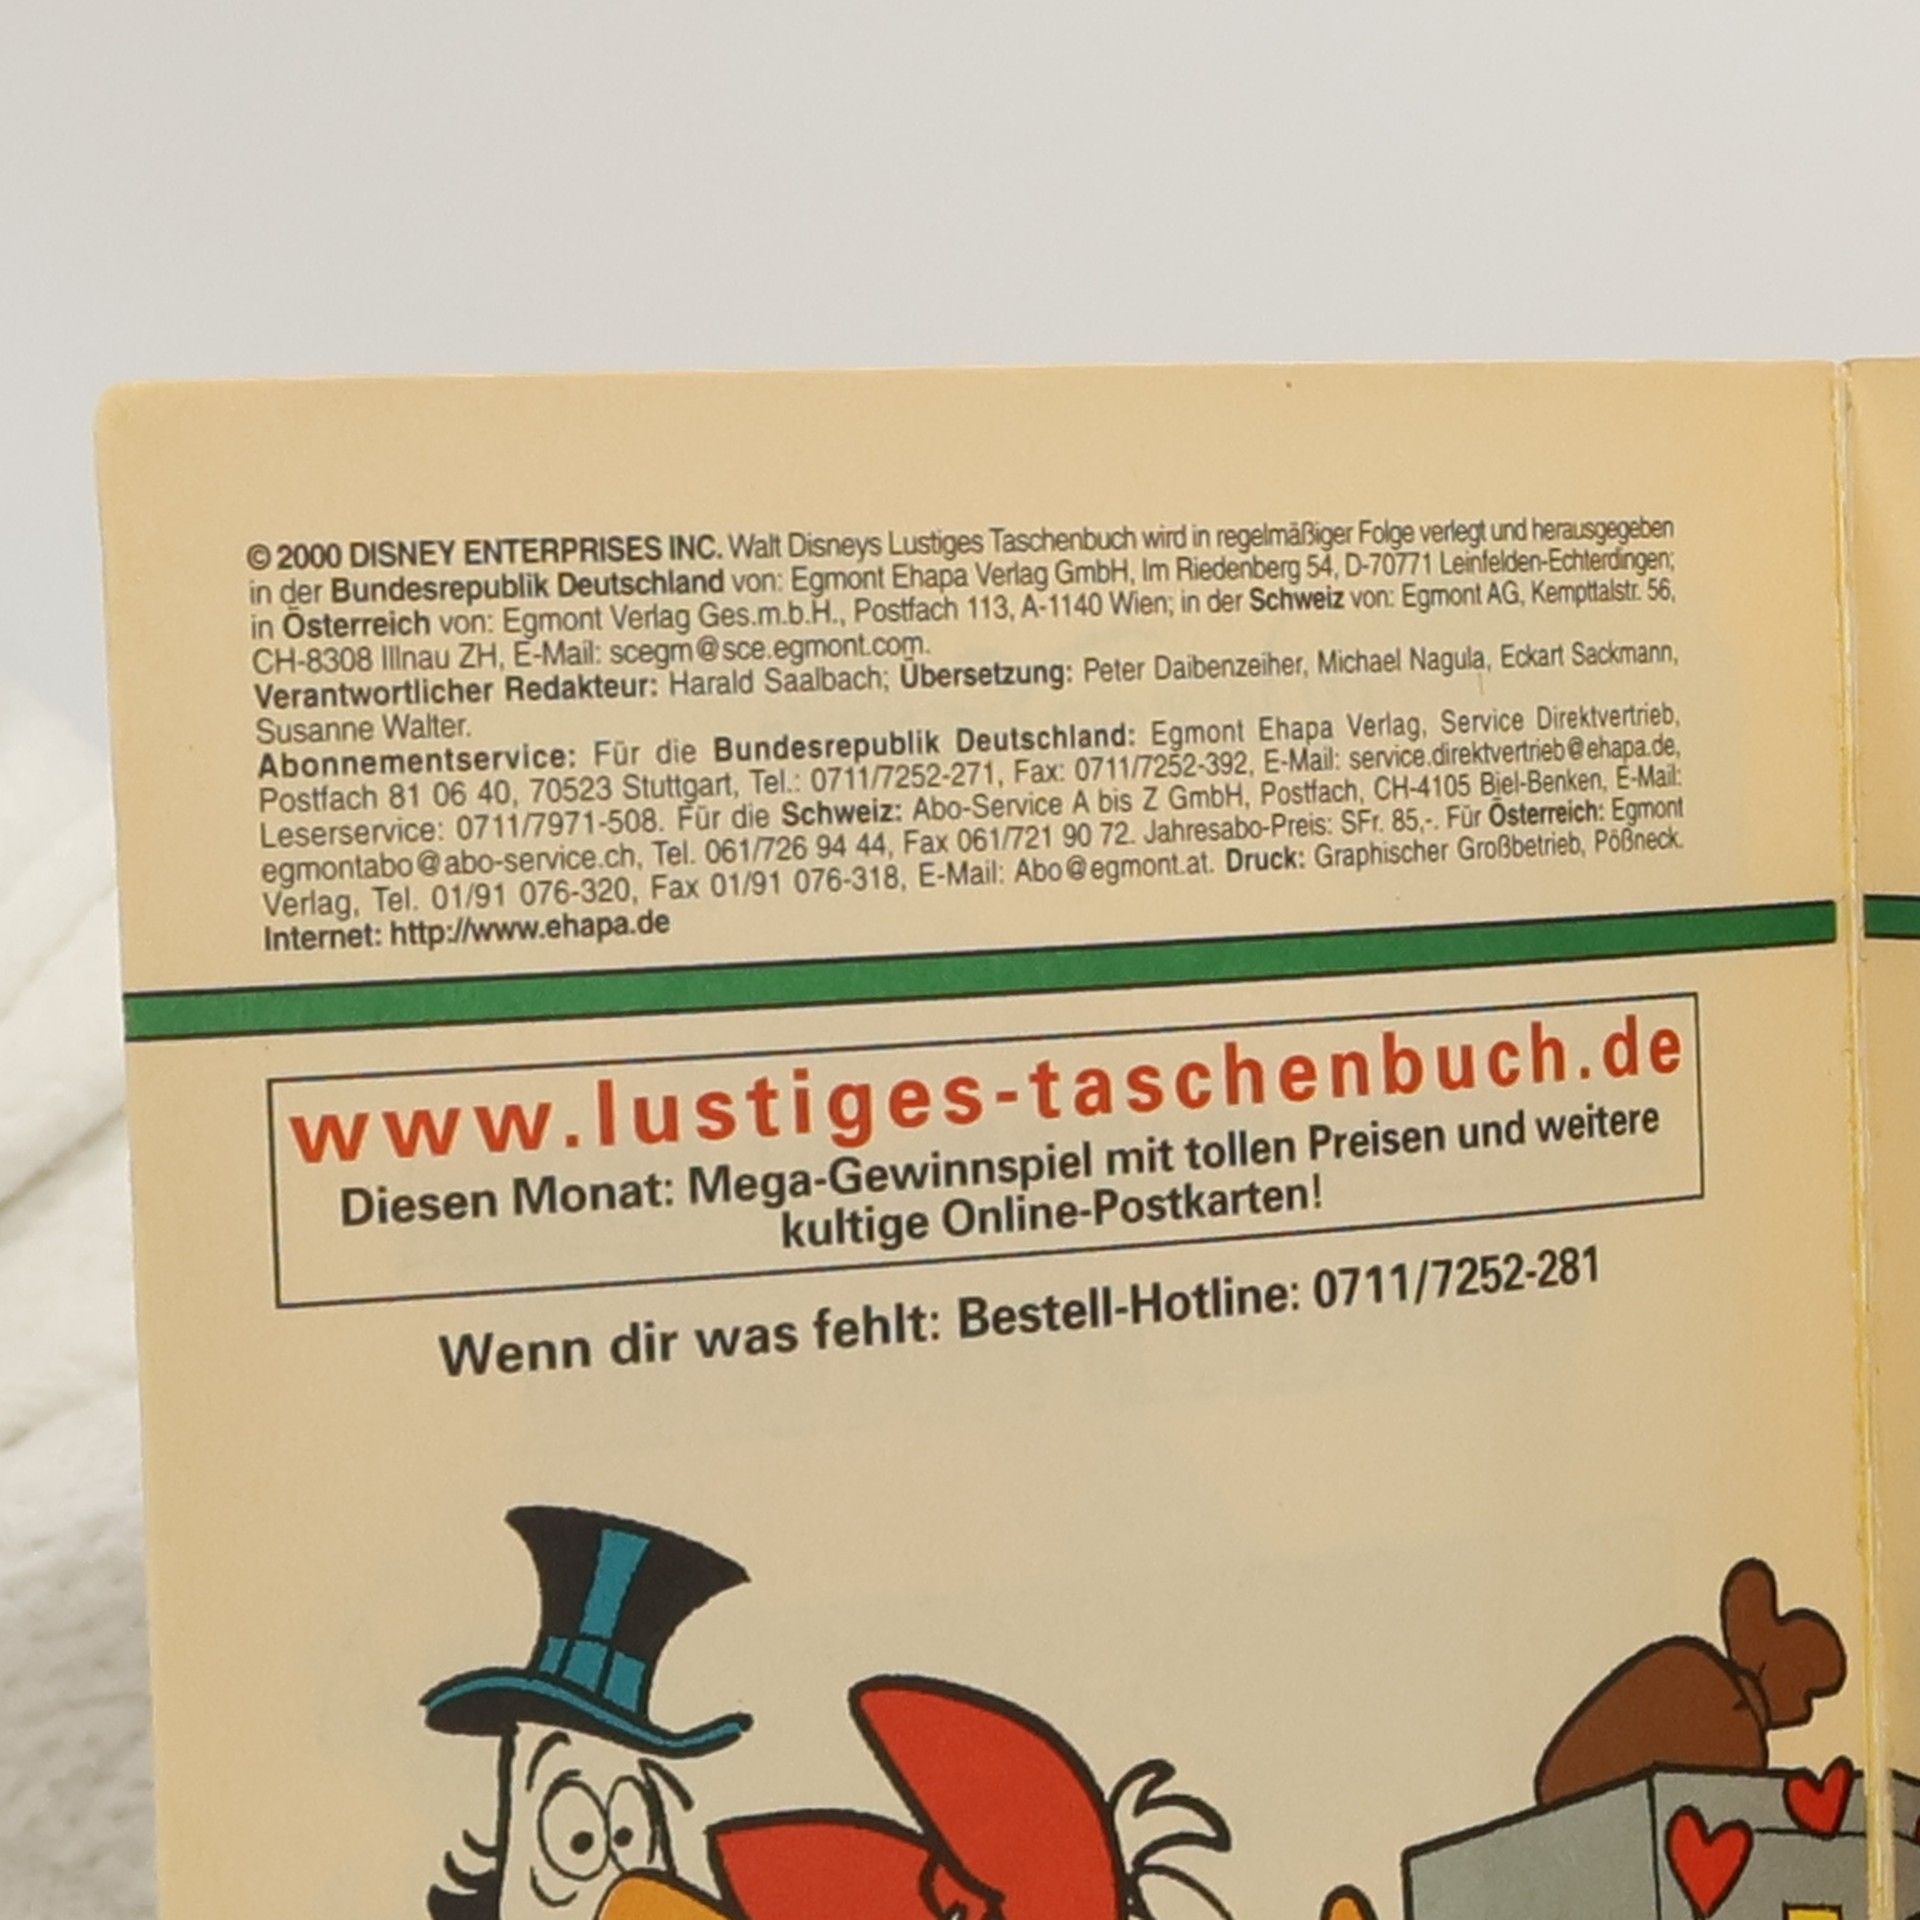 © 2000 DISNEY ENTERPRISES INC. Walt Disneys Lustiges Taschenbuch wird in regelmäßiger Folge verlegt und herausgegeben
in der Bundesrepublik Deutschland von: Egmont Ehapa Verlag GmbH, Im Riedenberg 54, D-70771 Leinfelden-Echterdingen;
in Österreich von: Egmont Verlag Ges.m.b.H., Postfach 113, A-1140 Wien; in der Schweiz von: Egmont AG, Kempttalstr. 56,
CH-8308 Illnau ZH, E-Mail: scegm@sce.egmont.com.
Verantwortlicher Redakteur: Harald Saalbach; Übersetzung: Peter Daibenzeiher, Michael Nagula, Eckart Sackmann,
Susanne Walter.
Abonnementservice: Für die Bundesrepublik Deutschland: Egmont Ehapa Verlag, Service Direktvertrieb,
Postfach 81 06 40, 70523 Stuttgart, Tel.: 0711/7252-271, Fax: 0711/7252-392, E-Mail: service.direktvertrieb@ehapa.de,
Leserservice: 0711/7971-508. Für die Schweiz: Abo-Service A bis Z GmbH, Postfach, CH-4105 Biel-Benken, E-Mail:
egmontabo@abo-service.ch, Tel. 061/726 94 44, Fax 061/721 90 72. Jahresabo-Preis: SFr. 85,-. Für Österreich: Egmont
Verlag, Tel. 01/91 076-320, Fax 01/91 076-318, E-Mail: Abo@egmont.at. Druck: Graphischer Großbetrieb, Pößneck.
Internet: http://www.ehapa.de
www.lustiges-taschenbuch.de
Diesen Monat: Mega-Gewinnspiel mit tollen Preisen und weitere
kultige Online-Postkarten!
Wenn dir was fehlt: Bestell-Hotline: 0711/7252-281